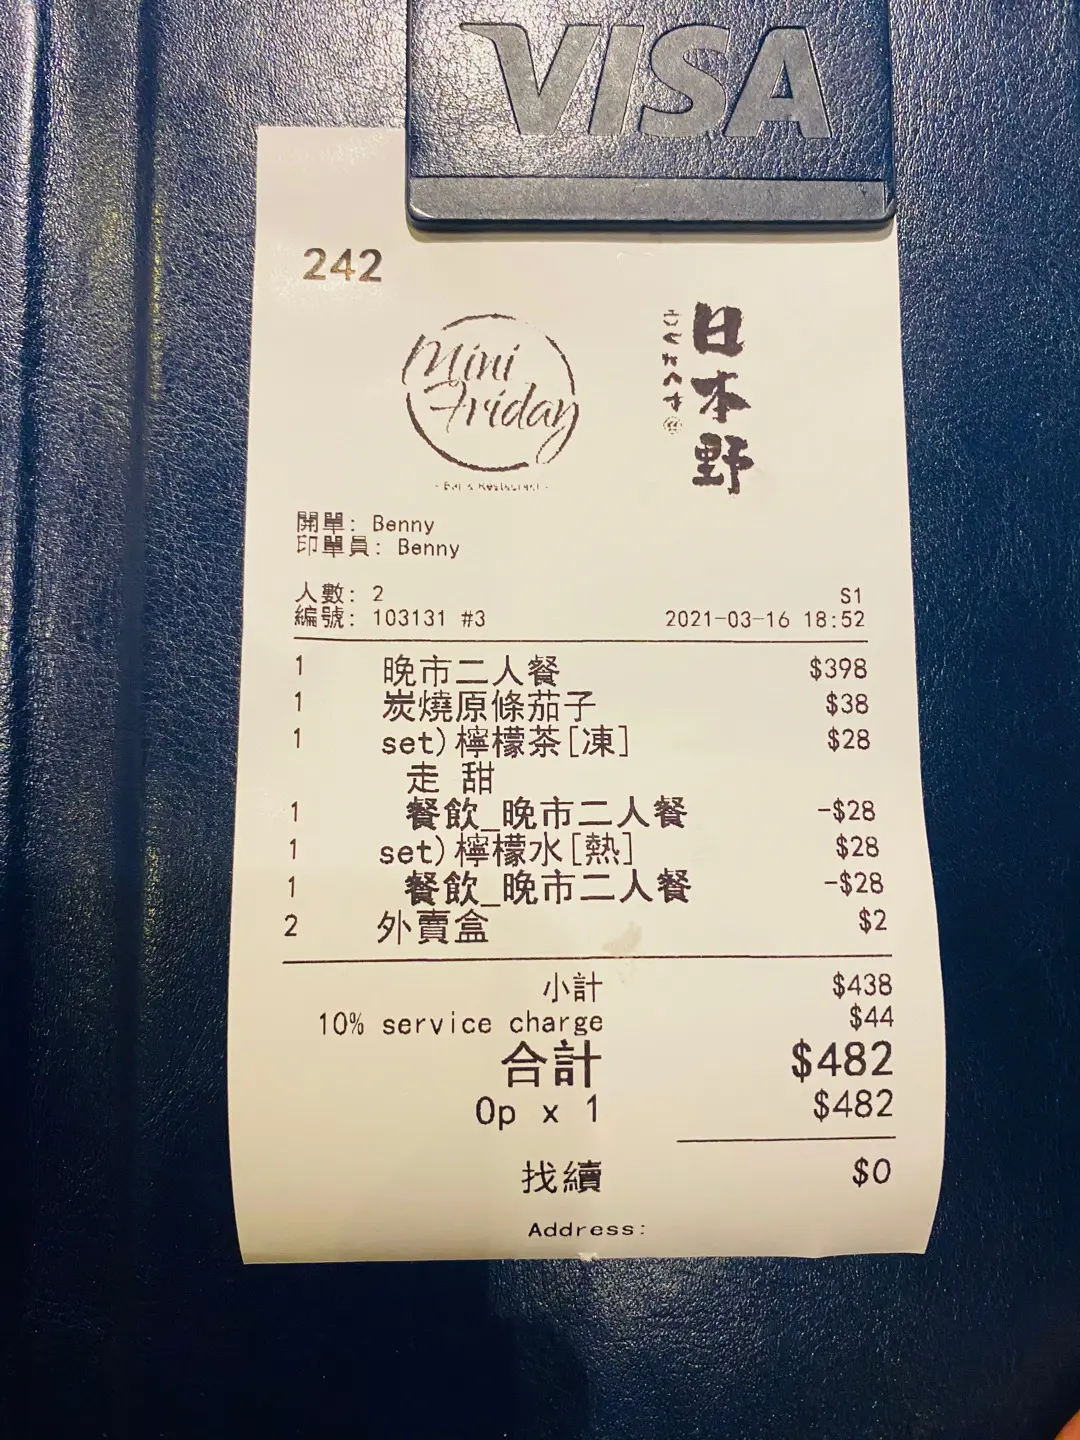 VISA
242
Mini
Friday
日本野
開單: Benny
印單員: Benny
人數: 2 S1
編號: 103131 #3 2021-03-16 18:52
1 晚市二人餐 $398
1 炭燒原條茄子 $38
1 set)檸檬茶[凍] $28
走 甜
1 餐飲_晚市二人餐 -$28
1 set)檸檬水[熱] $28
1 餐飲_晚市二人餐 -$28
2 外賣盒 $2
小計 $438
10% service charge $44
合計 $482
Op x 1 $482
找續 $0
Address: